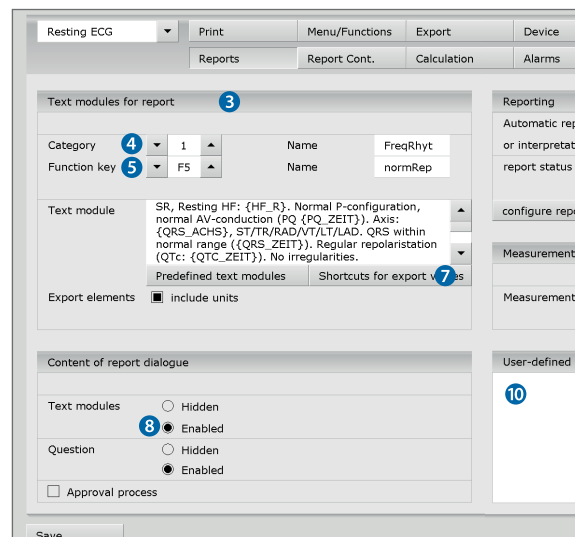 Resting ECG Print Menu/Functions Export Device
Reports Report Cont. Calculation Alarms
Text modules for report 3
Category 4 1 Name FreqRhyt
Function key 5 F5 Name normRep
Text module SR, Resting HF: {HF_R}. Normal P-configuration,
normal AV-conduction (PQ {PQ_ZEIT}). Axis:
{QRS_ACHS}, ST/TR/RAD/VT/LT/LAD. QRS within
normal range ({QRS_ZEIT}). Regular repolaristation
(QTc: {QTC_ZEIT}). No irregularities.
Predefined text modules Shortcuts for export v 7 es
Export elements include units
Content of report dialogue
Text modules Hidden
8 Enabled
Question Hidden
Enabled
Approval process
Save
Reporting
Automatic rep
or interpretat
report status
configure repo
Measurement
Measurement
User-defined
10